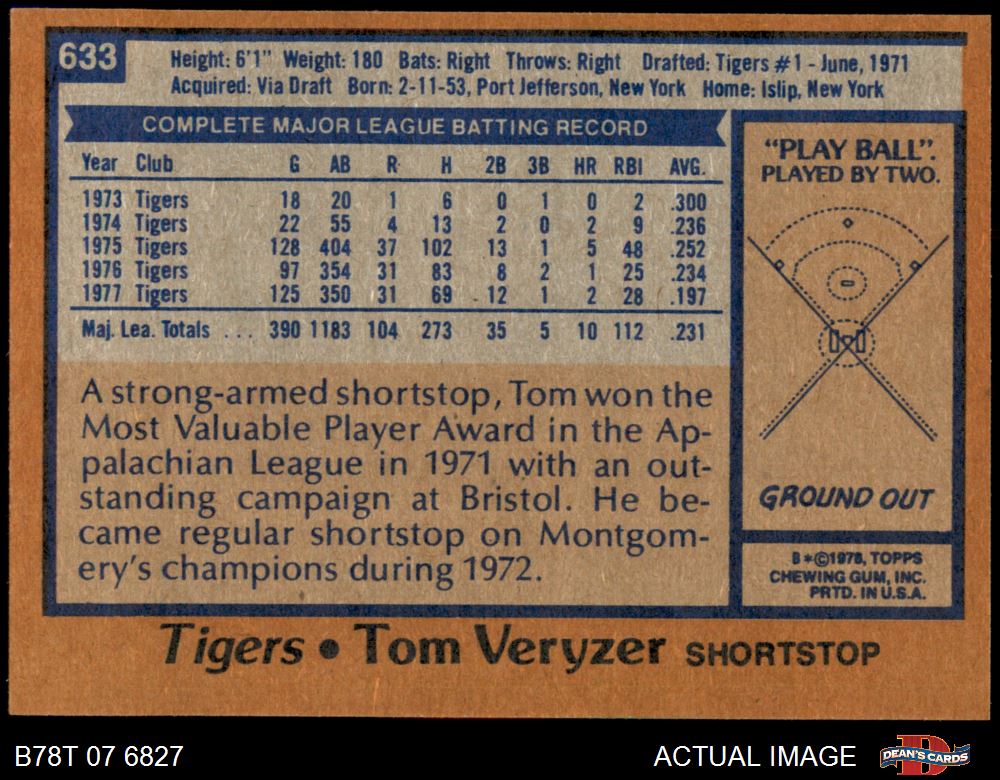 633
Height: 6'1" Weight: 180 Bats: Right Throws: Right Drafted: Tigers #1 - June, 1971
Acquired: Via Draft Born: 2-11-53, Port Jefferson, New York Home: Islip, New York
COMPLETE MAJOR LEAGUE BATTING RECORD
Year Club G AB R H 2B 3B HR RBI AVG.
1973 Tigers 18 20 1 6 0 1 0 2 .300
1974 Tigers 22 55 4 13 2 0 2 9 .236
1975 Tigers 128 404 37 102 13 1 5 48 .252
1976 Tigers 97 354 31 83 8 2 1 25 .234
1977 Tigers 125 350 31 69 12 1 2 28 .197
Maj. Lea. Totals ... 390 1183 104 273 35 5 10 112 .231
A strong-armed shortstop, Tom won the
Most Valuable Player Award in the Ap-
palachian League in 1971 with an out-
standing campaign at Bristol. He be-
came regular shortstop on Montgom-
ery's champions during 1972.
"PLAY BALL".
PLAYED BY TWO.
GROUND OUT
B*©1978, TOPPS
CHEWING GUM, INC.
PRTD. IN U.S.A.
Tigers • Tom Veryzer SHORTSTOP
B78T 07 6827
ACTUAL IMAGE
DEAN'S CARDS